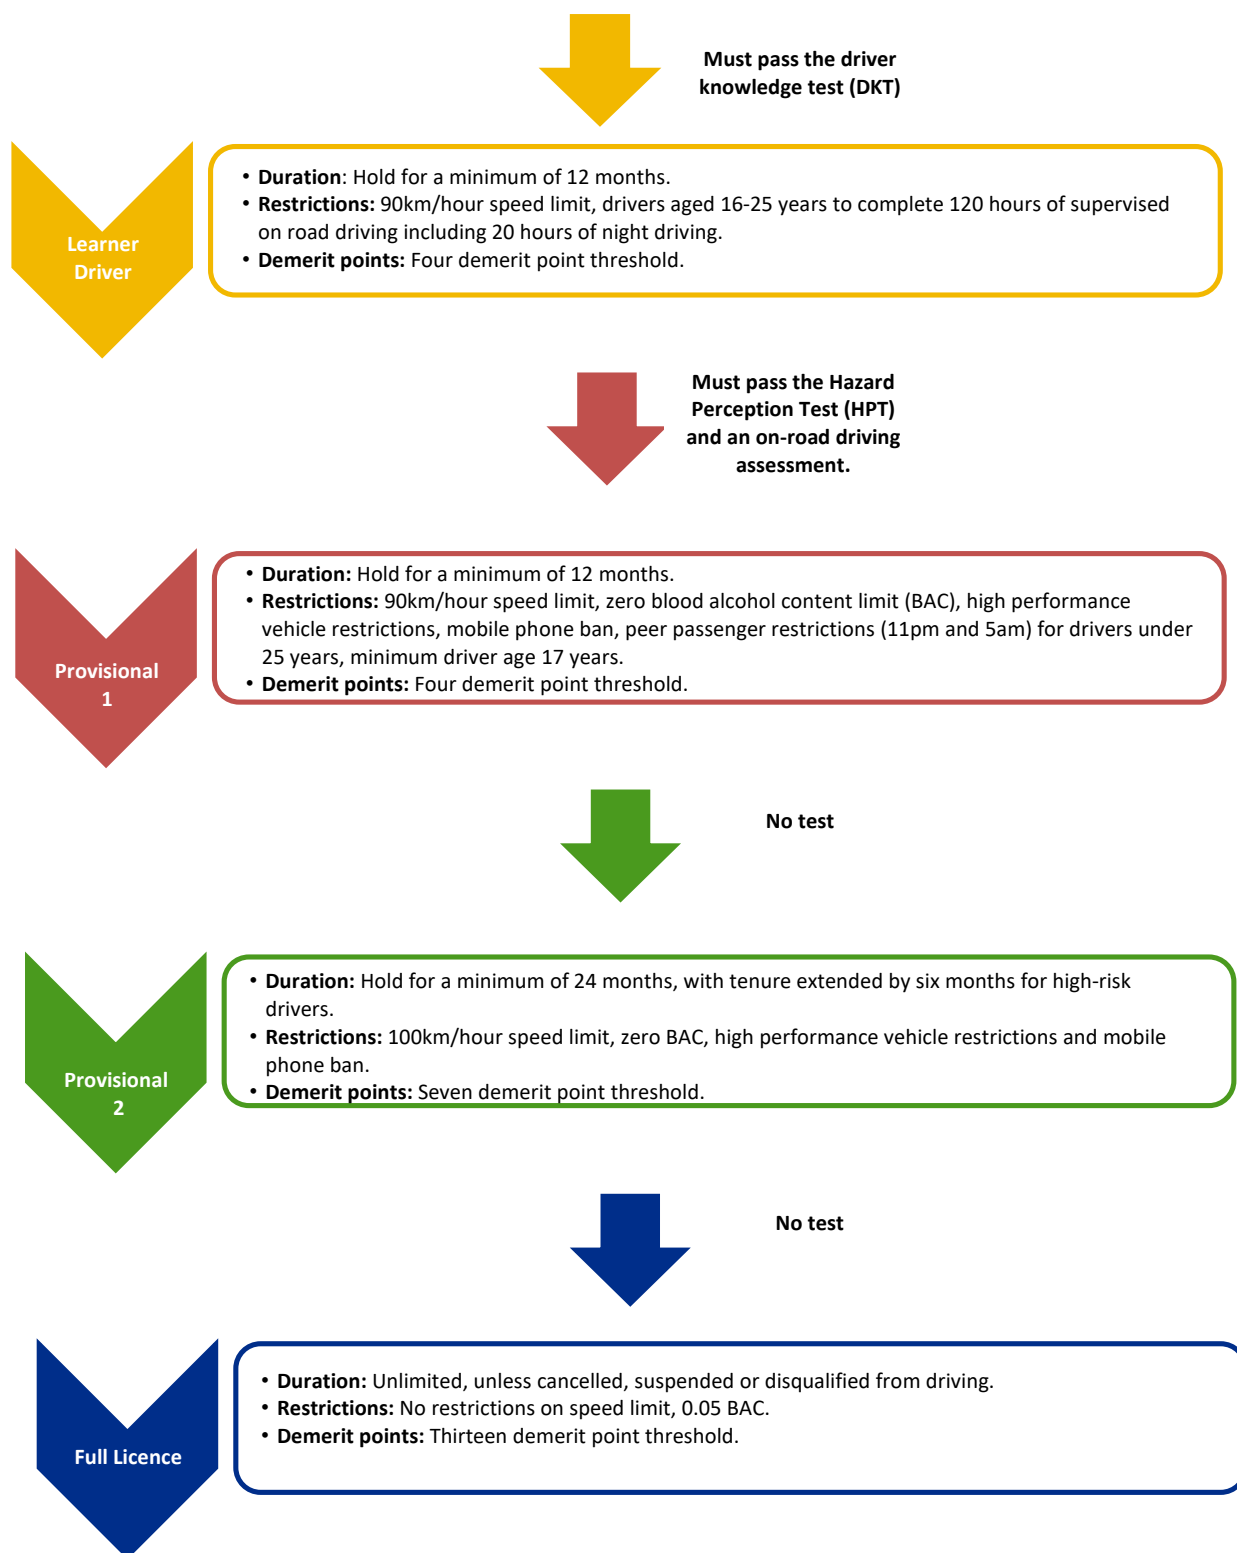 Must pass the driver
knowledge test (DKT)
Learner
Driver
• Duration: Hold for a minimum of 12 months.
• Restrictions: 90km/hour speed limit, drivers aged 16-25 years to complete 120 hours of supervised
on road driving including 20 hours of night driving.
• Demerit points: Four demerit point threshold.
Must pass the Hazard
Perception Test (HPT)
and an on-road driving
assessment.
Provisional
1
• Duration: Hold for a minimum of 12 months.
• Restrictions: 90km/hour speed limit, zero blood alcohol content limit (BAC), high performance
vehicle restrictions, mobile phone ban, peer passenger restrictions (11pm and 5am) for drivers under
25 years, minimum driver age 17 years.
• Demerit points: Four demerit point threshold.
No test
Provisional
2
• Duration: Hold for a minimum of 24 months, with tenure extended by six months for high-risk
drivers.
• Restrictions: 100km/hour speed limit, zero BAC, high performance vehicle restrictions and mobile
phone ban.
• Demerit points: Seven demerit point threshold.
No test
Full Licence
• Duration: Unlimited, unless cancelled, suspended or disqualified from driving.
• Restrictions: No restrictions on speed limit, 0.05 BAC.
• Demerit points: Thirteen demerit point threshold.